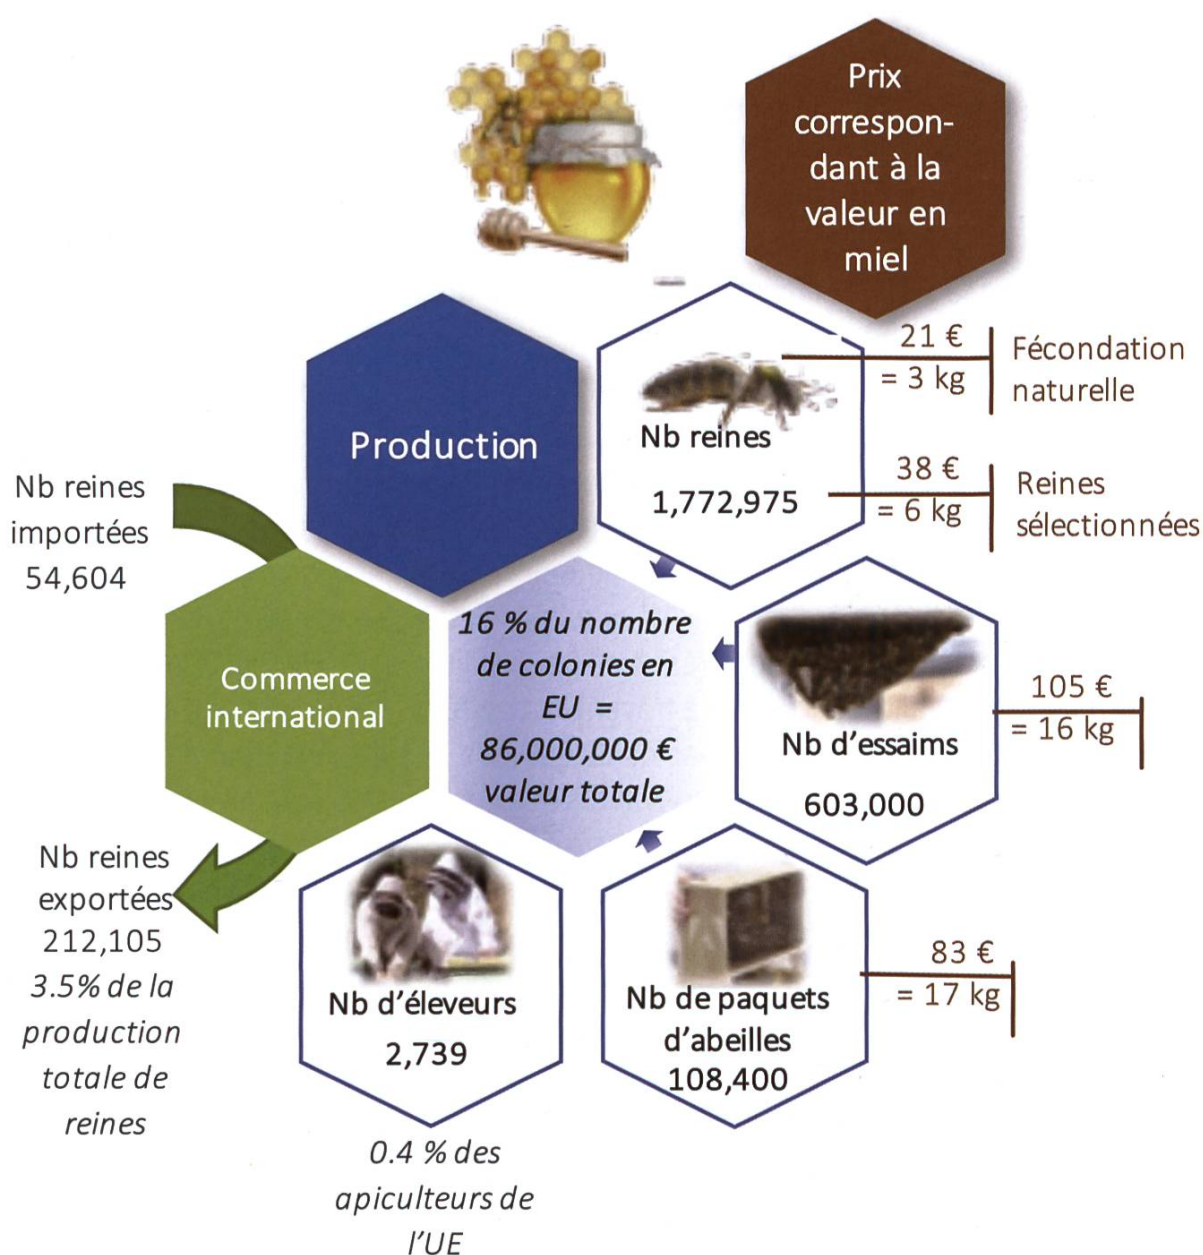 Prix
correspon-
dant à la
valeur en
miel
Production
Nb reines
1,772,975
21 €
= 3 kg
Fécondation
naturelle
38 €
= 6 kg
Reines
sélectionnées
Nb reines
importées
54,604
Commerce
international
16 % du nombre
de colonies en
EU =
86,000,000 €
valeur totale
Nb d'essaims
603,000
105 €
= 16 kg
Nb reines
exportées
212,105
3.5% de la
production
totale de
reines
Nb d'éleveurs
2,739
0.4 % des
apiculteurs de
l'UE
Nb de paquets
d'abeilles
108,400
83 €
= 17 kg